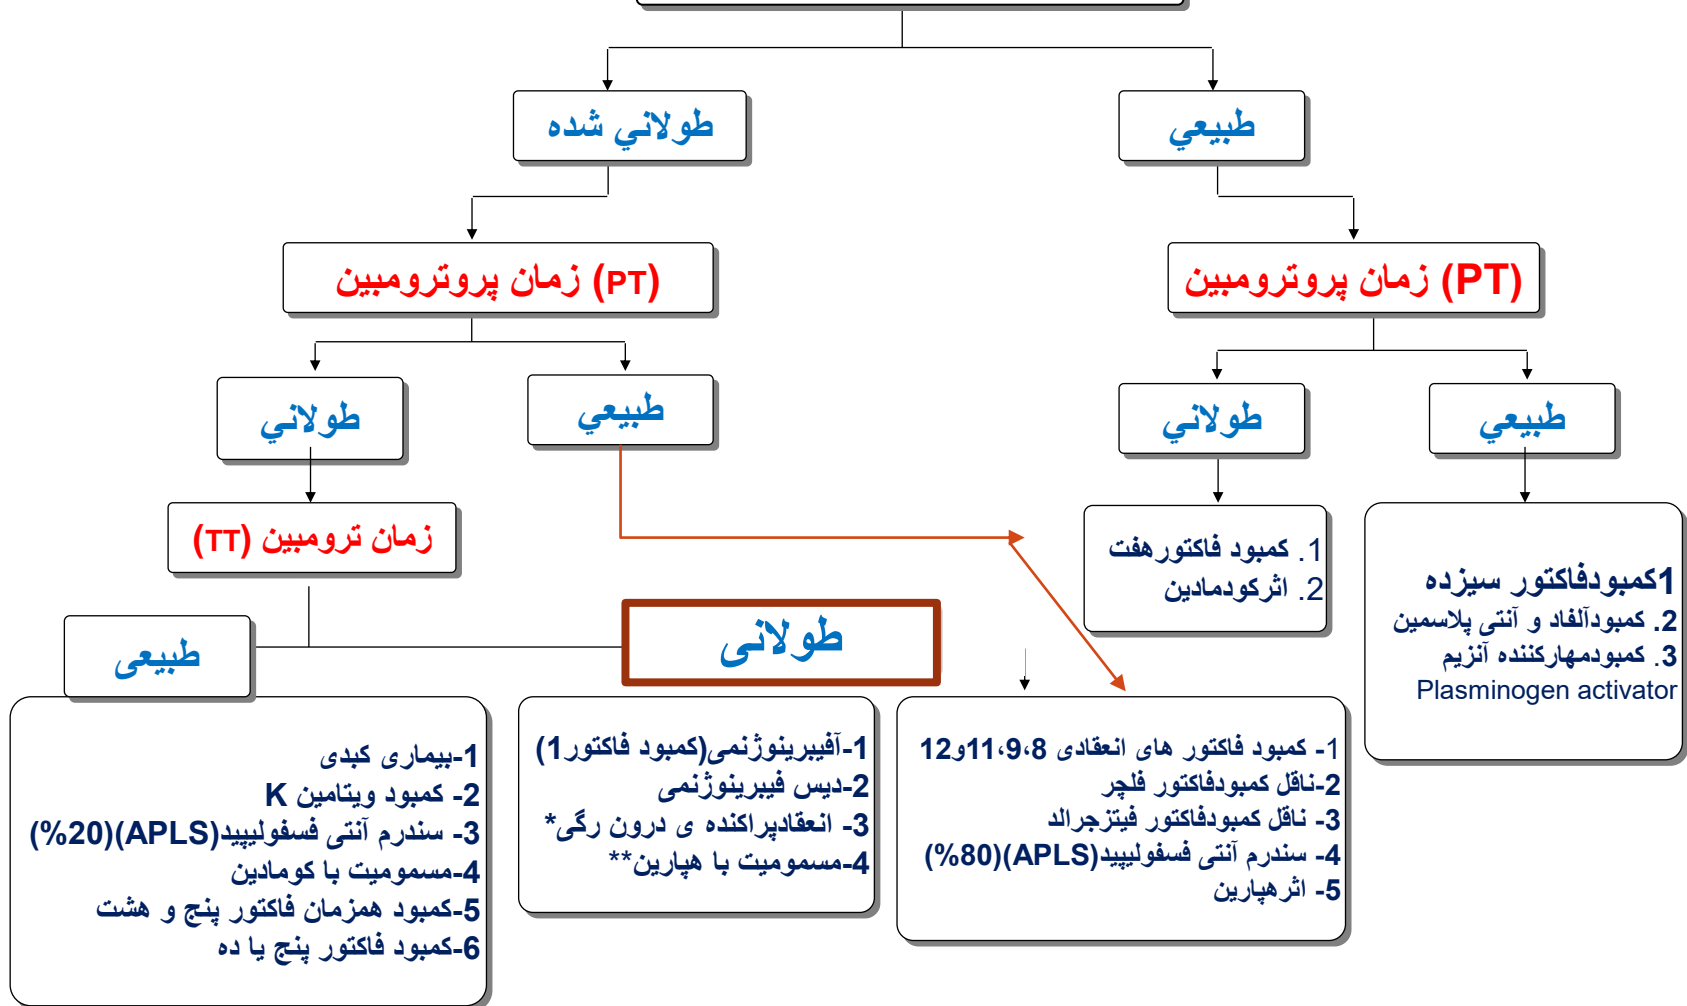 طبيعي
طولاني شده
(PT) زمان پروترومبين
(PT) زمان پروترومبين
طبيعي
طولاني
طبيعي
طولاني
1كمبودفاكتور سيزده
2. كمبودآلفاد و آنتی پلاسمين
3. كمبودمهاركننده آنزيم
Plasminogen activator
1. كمبود فاكتورهفت
2. اثركودمادين
زمان ترومبين (TT)
طولانی
طبیعی
1- کمبود فاکتور های انعقادی 8،9،11و12
2-ناقل کمبودفاکتور فلچر
3- ناقل کمبودفاکتور فیتزجرالد
4- سندرم آنتی فسفولیپید(APLS)(80%)
5- اثرهپارین
1-آفیبرینوژنمی(کمبود فاکتور1)
2-دیس فیبرینوژنمی
3- انعقادپراکنده ی درون رگی*
4-مسمومیت با هپارین**
1-بیماری کبدی
2- کمبود ویتامین K
3- سندرم آنتی فسفولیپید(APLS)(20%)
4-مسمومیت با کومادین
5-کمبود همزمان فاکتور پنج و هشت
6-کمبود فاکتور پنج یا ده